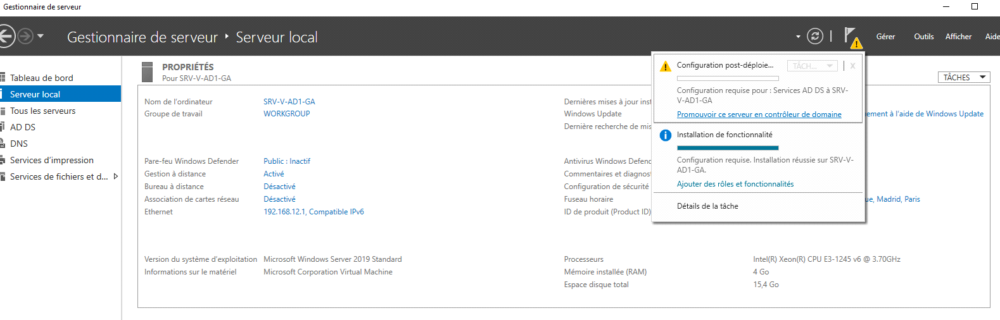 Gestionnaire de serveur
Gestionnaire de serveur ‣ Serveur local
Gérer Outils Afficher Aide
Tableau de bord
Serveur local
Tous les serveurs
AD DS
DNS
Services d'impression
Services de fichiers et d...
PROPRIÉTÉS
Pour SRV-V-AD1-GA
TÂCHES
Nom de l'ordinateur SRV-V-AD1-GA
Groupe de travail WORKGROUP
Pare-feu Windows Defender Public : Inactif
Gestion à distance Activé
Bureau à distance Désactivé
Association de cartes réseau Désactivé
Ethernet 192.168.12.1, Compatible IPv6
Version du système d'exploitation Microsoft Windows Server 2019 Standard
Informations sur le matériel Microsoft Corporation Virtual Machine
Dernières mises à jour inst
Windows Update ement à l'aide de Windows Update
Dernière recherche de mis
Antivirus Windows Defend
Commentaires et diagnost
Configuration de sécurité
Fuseau horaire ue, Madrid, Paris
ID de produit (Product ID)
Processeurs Intel(R) Xeon(R) CPU E3-1245 v6 @ 3.70GHz
Mémoire installée (RAM) 4 Go
Espace disque total 15,4 Go
Configuration post-déploie... TÂCH... X
Configuration requise pour : Services AD DS à SRV-
V-AD1-GA
Promouvoir ce serveur en contrôleur de domaine
Installation de fonctionnalité
Configuration requise. Installation réussie sur SRV-V-
AD1-GA.
Ajouter des rôles et fonctionnalités
Détails de la tâche